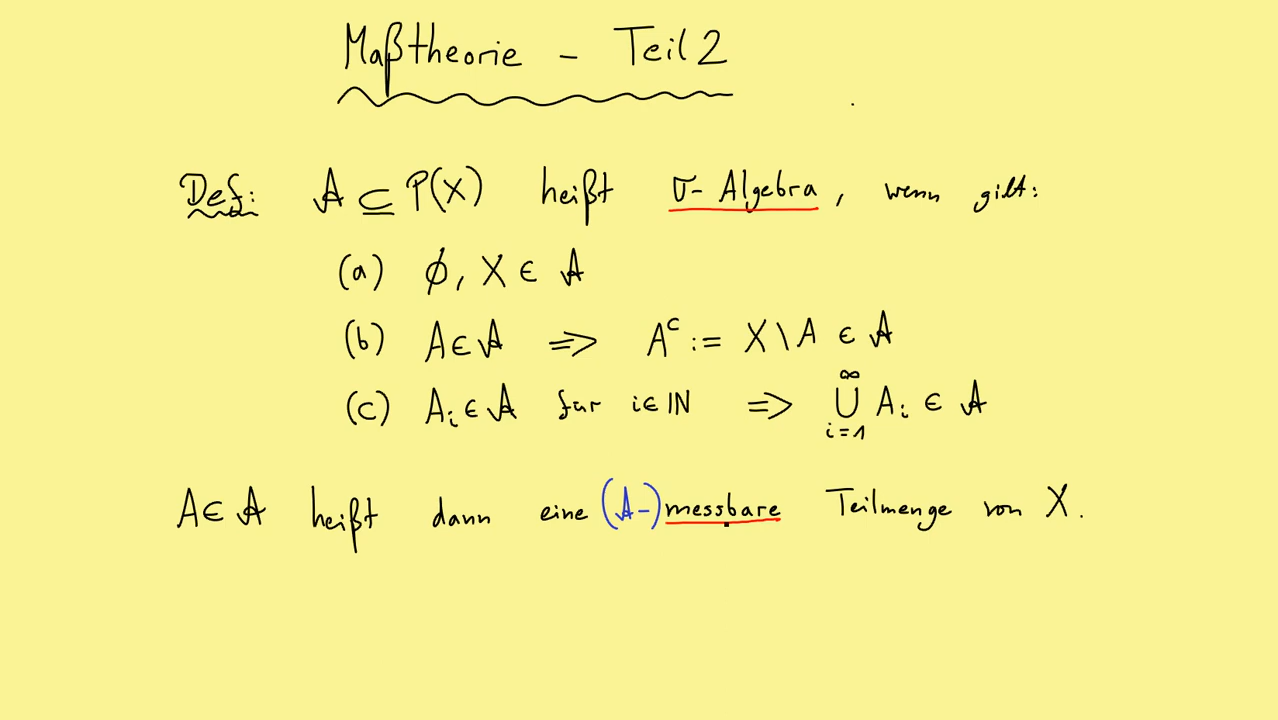 Maßtheorie - Teil 2
Def: 𝒜 ⊆ P(X) heißt σ-Algebra, wenn gilt:
(a) ϕ, X ∈ 𝒜
(b) A ∈ 𝒜 ⇒ Aᶜ := X \ A ∈ 𝒜
(c) Aᵢ ∈ 𝒜 für i ∈ ℕ ⇒ ⋃_{i=1}^{∞} Aᵢ ∈ 𝒜
A ∈ 𝒜 heißt dann eine (𝒜-)messbare Teilmenge von X.